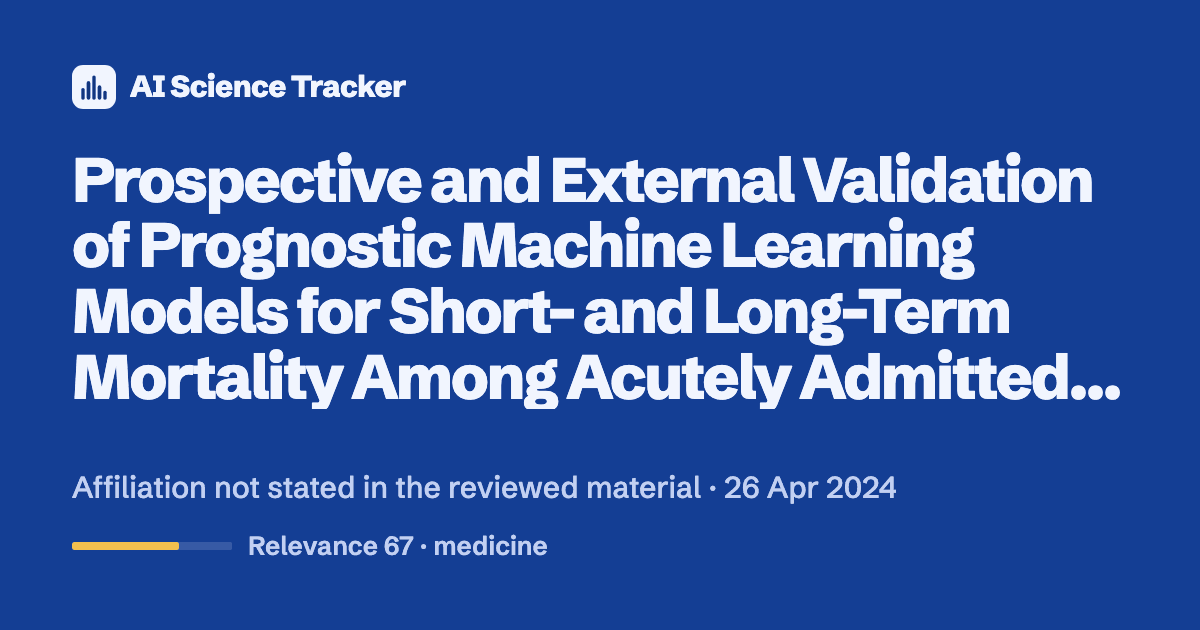 AI Science Tracker
Prospective and External Validation
of Prognostic Machine Learning
Models for Short- and Long-Term
Mortality Among Acutely Admitted...
Affiliation not stated in the reviewed material · 26 Apr 2024
Relevance 67 · medicine